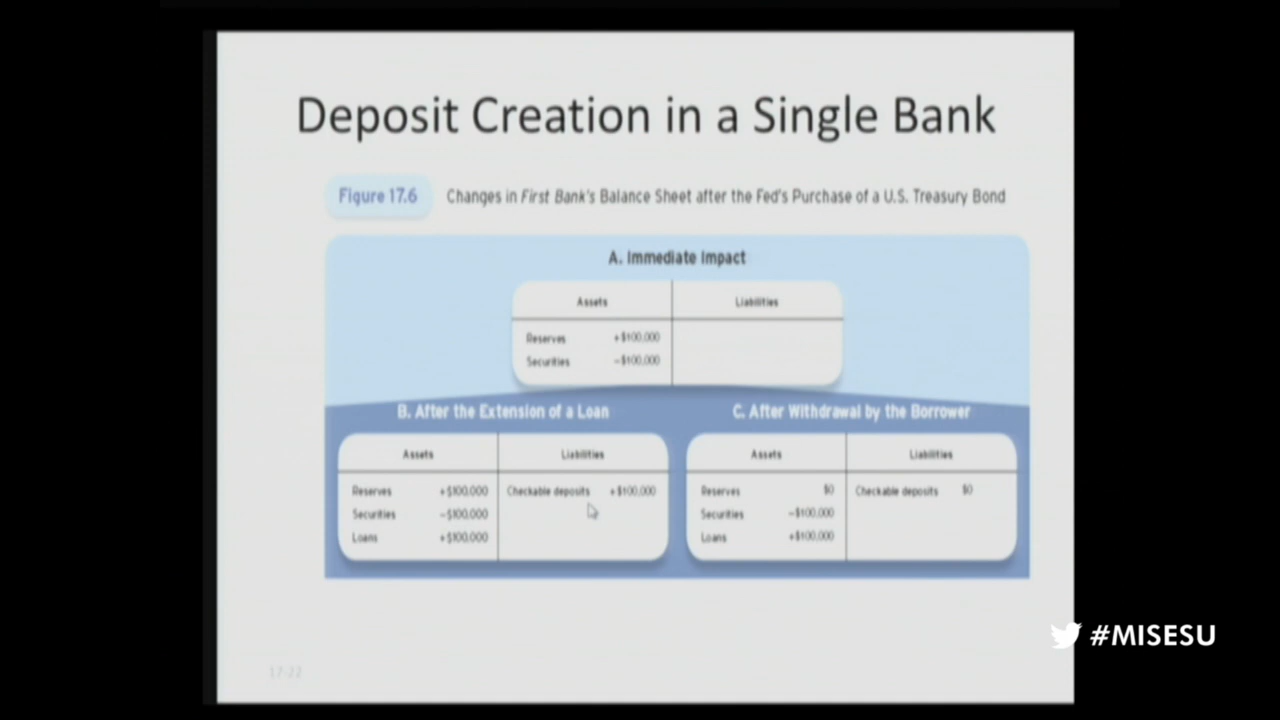 Deposit Creation in a Single Bank
Figure 17.6 Changes in First Bank's Balance Sheet after the Fed's Purchase of a U.S. Treasury Bond
A. Immediate Impact
Assets Liabilities
Reserves +$100,000
Securities −$100,000
B. After the Extension of a Loan
Assets Liabilities
Reserves +$100,000 Checkable deposits +$100,000
Securities −$100,000
Loans +$100,000
C. After Withdrawal by the Borrower
Assets Liabilities
Reserves $0 Checkable deposits $0
Securities −$100,000
Loans +$100,000
#MISESU
17-22